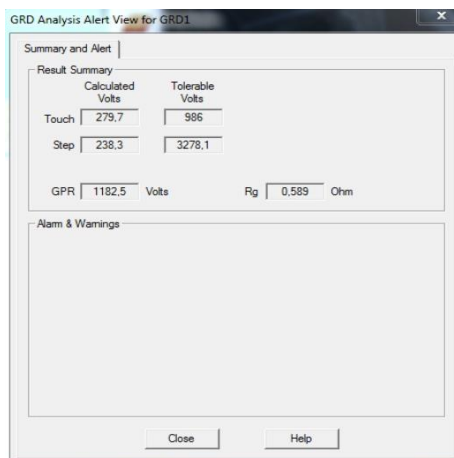 GRD Analysis Alert View for GRD1
x
Summary and Alert
Result Summary
Calculated Volts Tolerable Volts
Touch 279,7 986
Step 238,3 3278,1
GPR 1182,5 Volts Rg 0,589 Ohm
Alarm & Warnings
Close Help